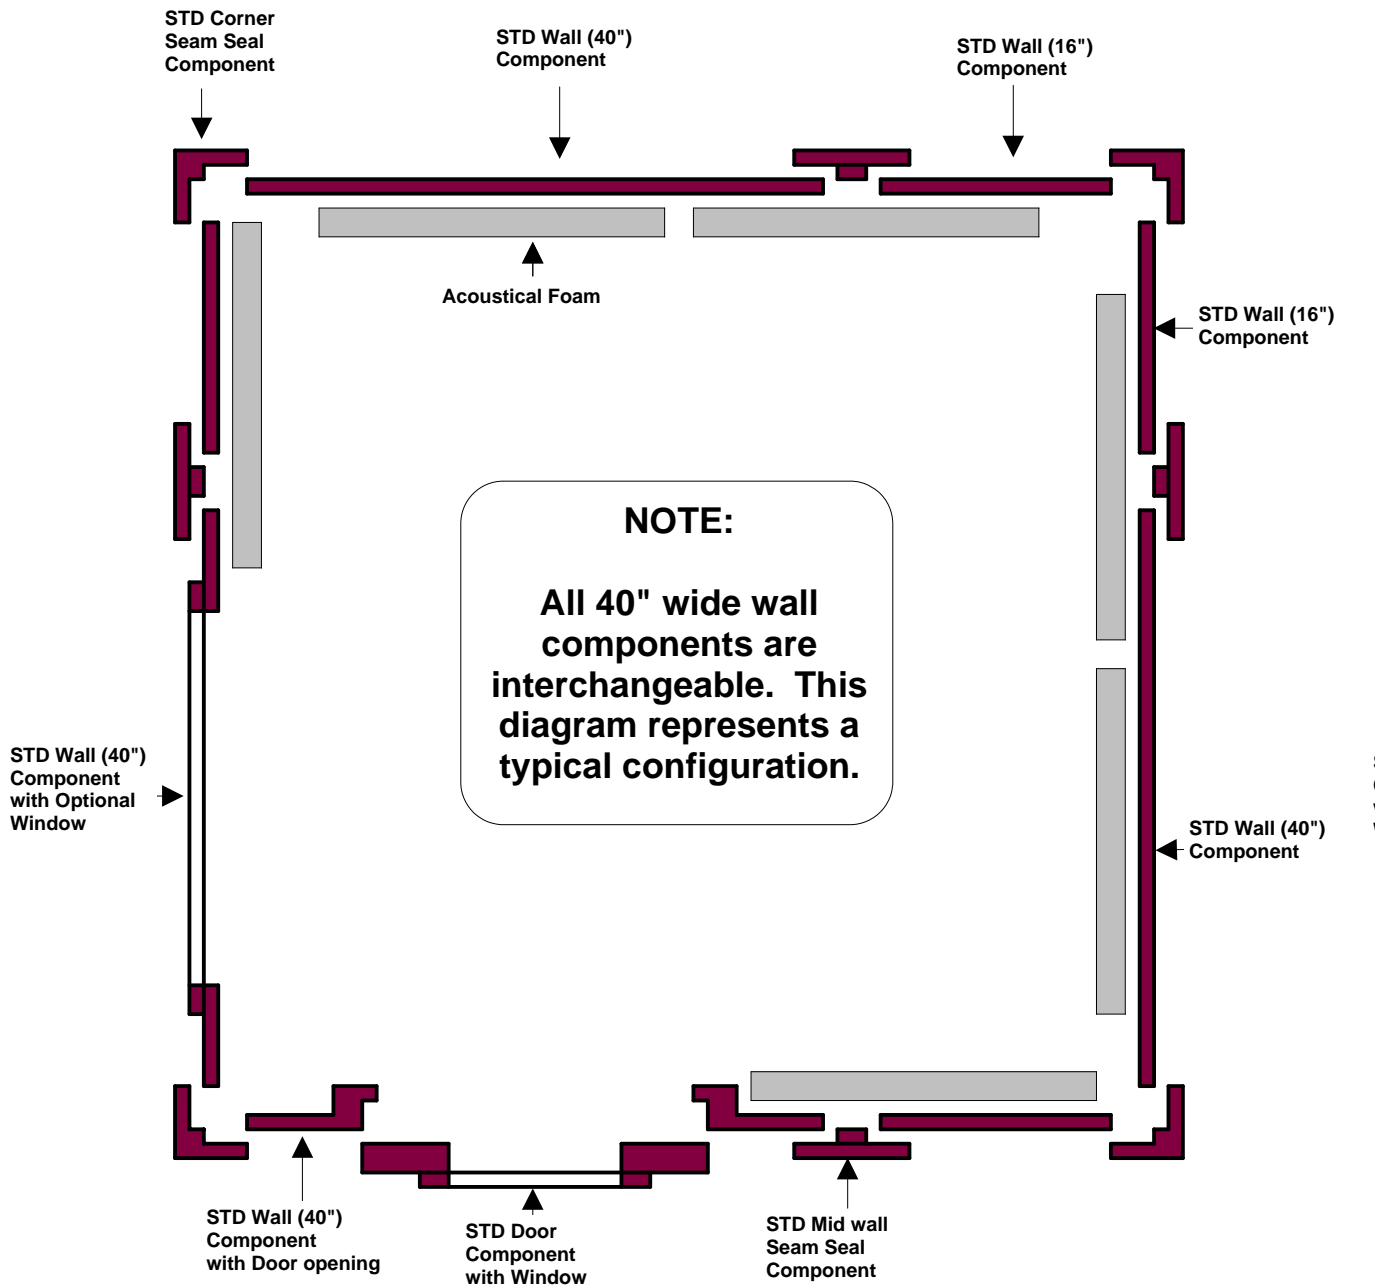 STD Corner
Seam Seal
Component
STD Wall (40")
Component
STD Wall (16")
Component
Acoustical Foam
STD Wall (16")
Component
NOTE:
All 40" wide wall
components are
interchangeable. This
diagram represents a
typical configuration.
STD Wall (40")
Component
with Optional
Window
STD Wall (40")
Component
STD Wall (40")
Component
with Door opening
STD Door
Component
with Window
STD Mid wall
Seam Seal
Component